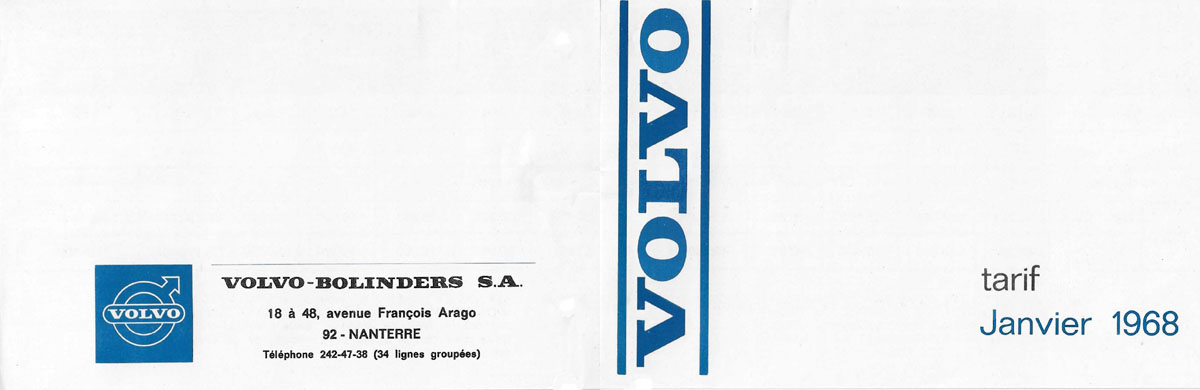 VOLVO
VOLVO-BOLINDERS S.A.
18 à 48, avenue François Arago
92 - NANTERRE
Téléphone 242-47-38 (34 lignes groupées)
VOLVO
tarif
Janvier 1968